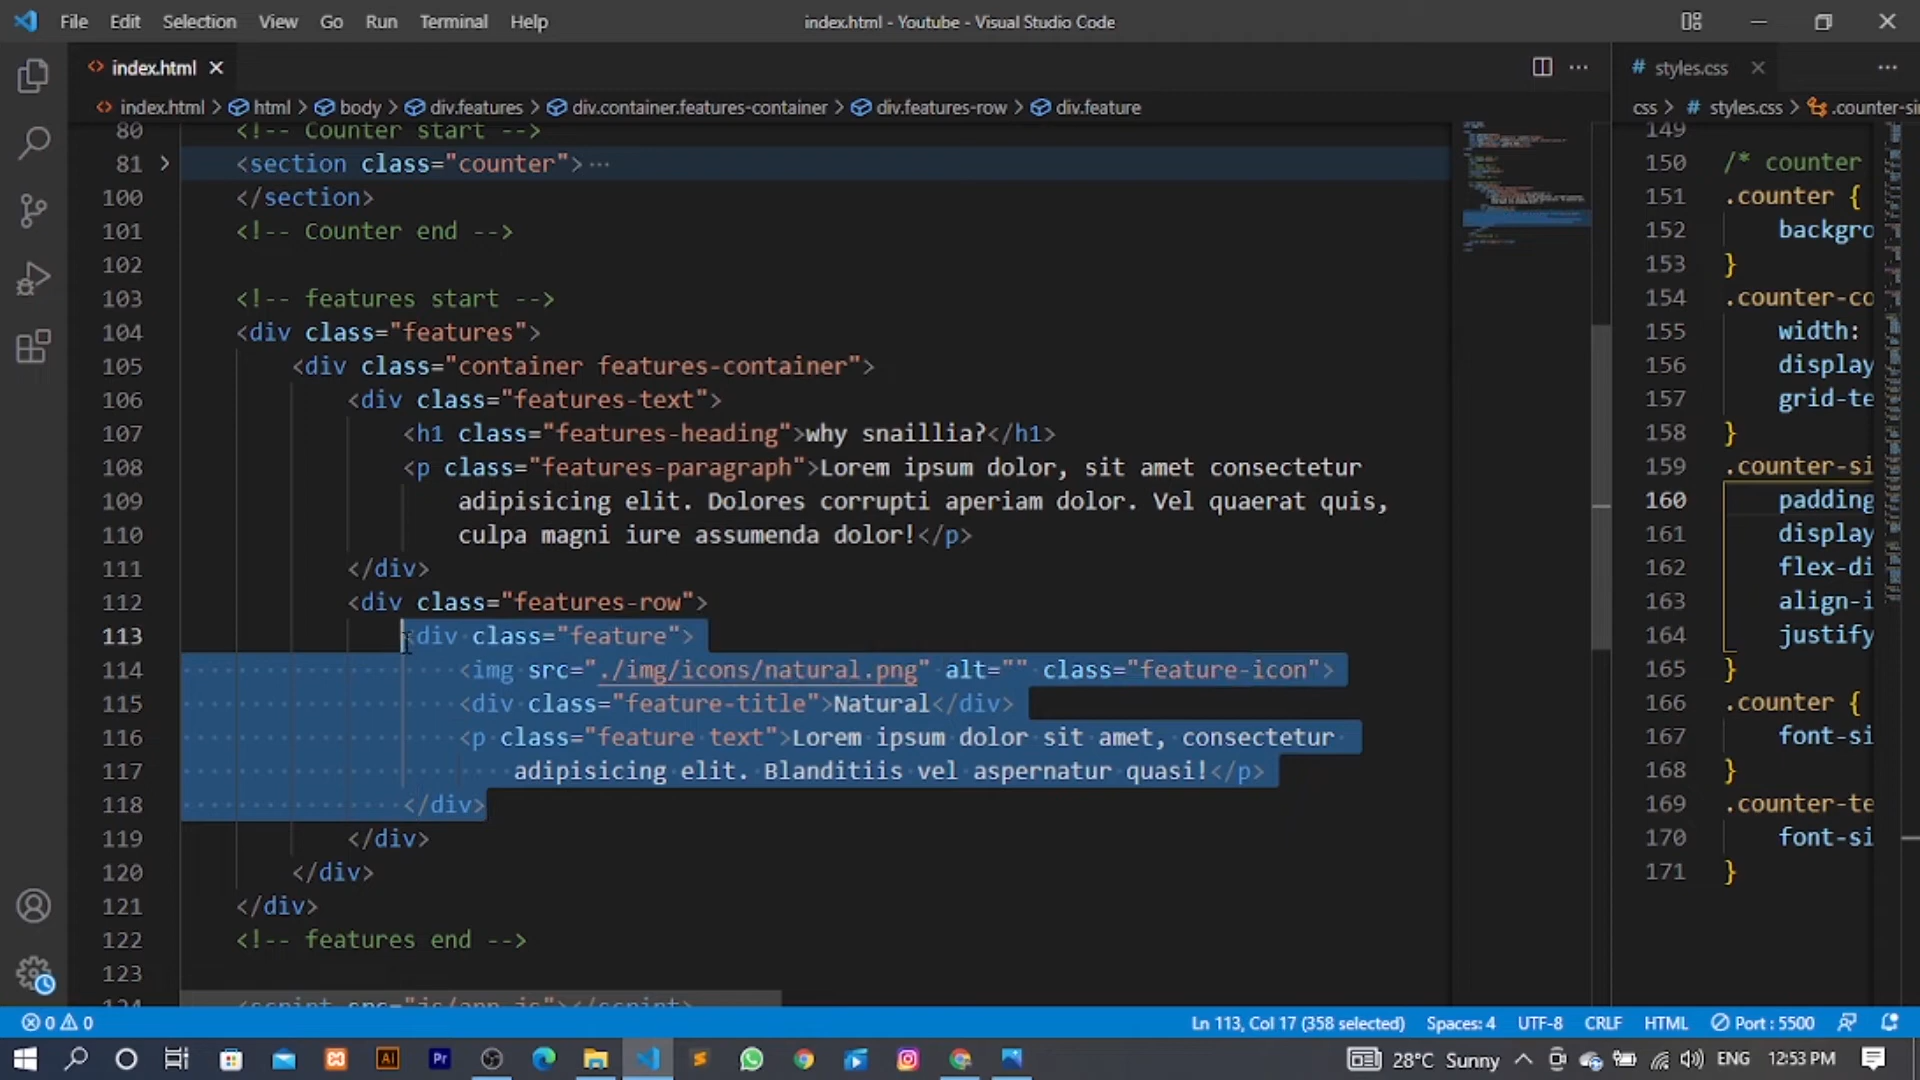 File Edit Selection View Go Run Terminal Help index.html - Youtube - Visual Studio Code
<> index.html
# styles.css
<> index.html > html > body > div.features > div.container.features-container > div.features-row > div.feature
css > # styles.css > .counter-si
80 <!-- Counter start -->
81 <section class="counter">…
100 </section>
101 <!-- Counter end -->
102
103 <!-- features start -->
104 <div class="features">
105 <div class="container features-container">
106 <div class="features-text">
107 <h1 class="features-heading">why snaillia?</h1>
108 <p class="features-paragraph">Lorem ipsum dolor, sit amet consectetur
109 adipisicing elit. Dolores corrupti aperiam dolor. Vel quaerat quis,
110 culpa magni iure assumenda dolor!</p>
111 </div>
112 <div class="features-row">
113 <div class="feature">
114 <img src="./img/icons/natural.png" alt="" class="feature-icon">
115 <div class="feature-title">Natural</div>
116 <p class="feature text">Lorem ipsum dolor sit amet, consectetur
117 adipisicing elit. Blanditiis vel aspernatur quasi!</p>
118 </div>
119 </div>
120 </div>
121 </div>
122 <!-- features end -->
123
124 <script src="js/app.js"></script>
149
150 /* counter
151 .counter {
152 backgro
153 }
154 .counter-co
155 width:
156 display
157 grid-te
158 }
159 .counter-si
160 padding
161 display
162 flex-di
163 align-i
164 justify
165 }
166 .counter {
167 font-si
168 }
169 .counter-te
170 font-si
171 }
0 0
Ln 113, Col 17 (358 selected) Spaces: 4 UTF-8 CRLF HTML Port : 5500
Ai Pr 28°C Sunny ENG 12:53 PM